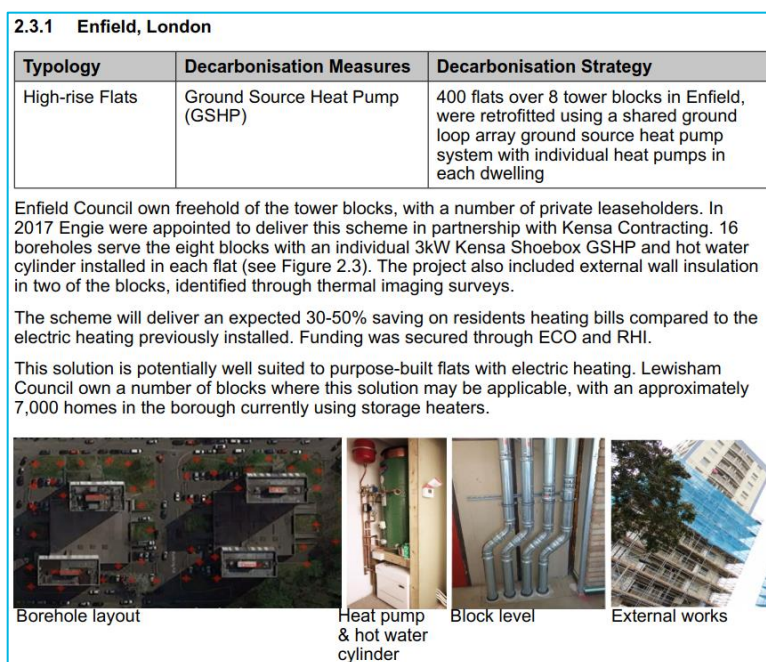 2.3.1 Enfield, London
Typology Decarbonisation Measures Decarbonisation Strategy
High-rise Flats Ground Source Heat Pump 400 flats over 8 tower blocks in Enfield,
(GSHP) were retrofitted using a shared ground
loop array ground source heat pump
system with individual heat pumps in
each dwelling
Enfield Council own freehold of the tower blocks, with a number of private leaseholders. In
2017 Engie were appointed to deliver this scheme in partnership with Kensa Contracting. 16
boreholes serve the eight blocks with an individual 3kW Kensa Shoebox GSHP and hot water
cylinder installed in each flat (see Figure 2.3). The project also included external wall insulation
in two of the blocks, identified through thermal imaging surveys.
The scheme will deliver an expected 30-50% saving on residents heating bills compared to the
electric heating previously installed. Funding was secured through ECO and RHI.
This solution is potentially well suited to purpose-built flats with electric heating. Lewisham
Council own a number of blocks where this solution may be applicable, with an approximately
7,000 homes in the borough currently using storage heaters.
Borehole layout Heat pump Block level External works
& hot water
cylinder